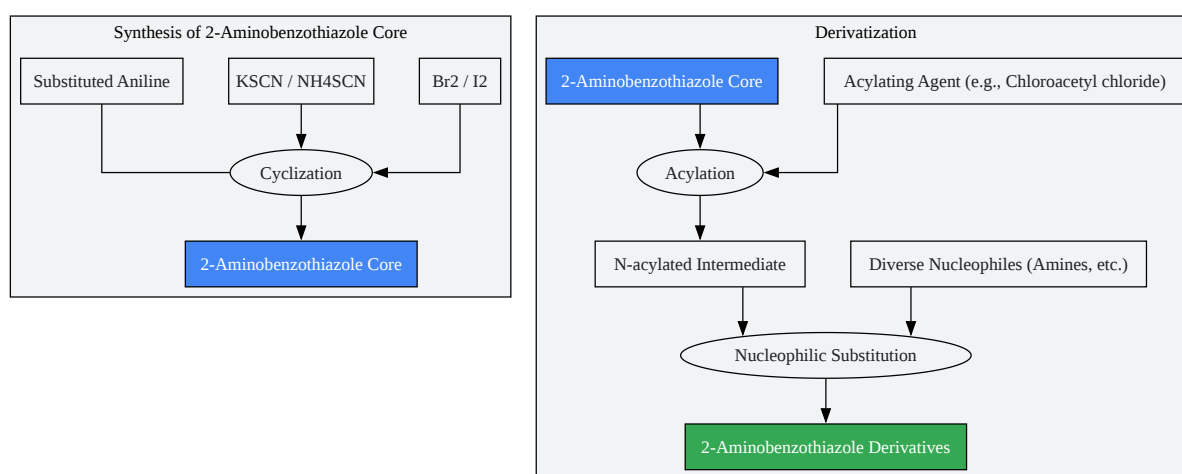 Synthesis of 2-Aminobenzothiazole Core
Substituted Aniline
KSCN / NH4SCN
Br2 / I2
Cyclization
2-Aminobenzothiazole Core
Derivatization
2-Aminobenzothiazole Core
Acylating Agent (e.g., Chloroacetyl chloride)
Acylation
N-acylated Intermediate
Diverse Nucleophiles (Amines, etc.)
Nucleophilic Substitution
2-Aminobenzothiazole Derivatives